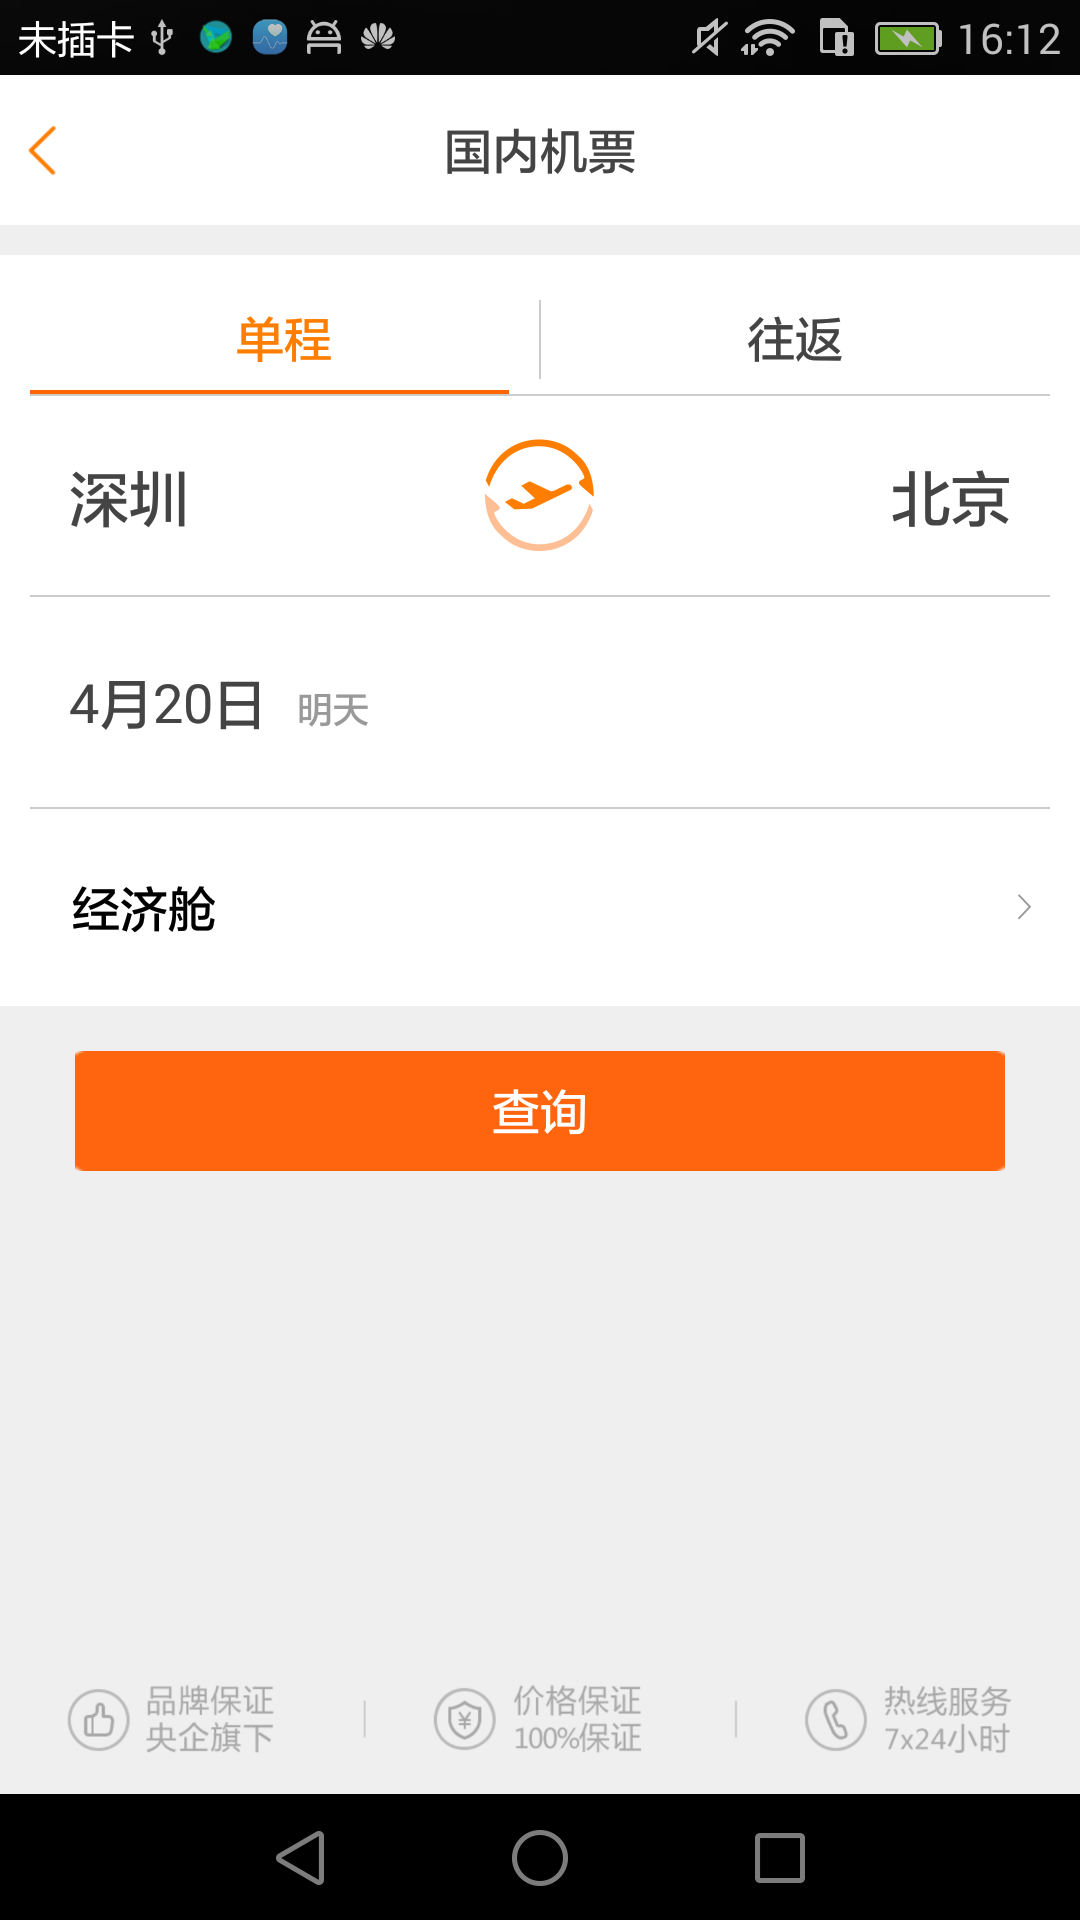 未插卡 16:12
国内机票
单程 往返
深圳 北京
4月20日 明天
经济舱
查询
品牌保证 价格保证 热线服务
央企旗下 100%保证 7x24小时